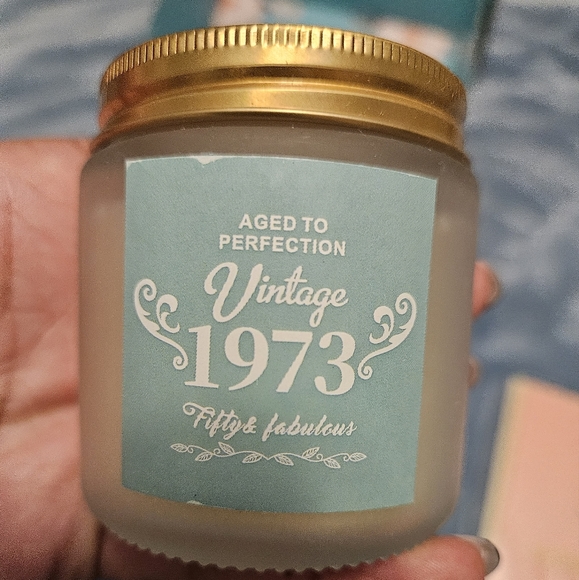 AGED TO
PERFECTION
Vintage
1973
Fifty& fabulous